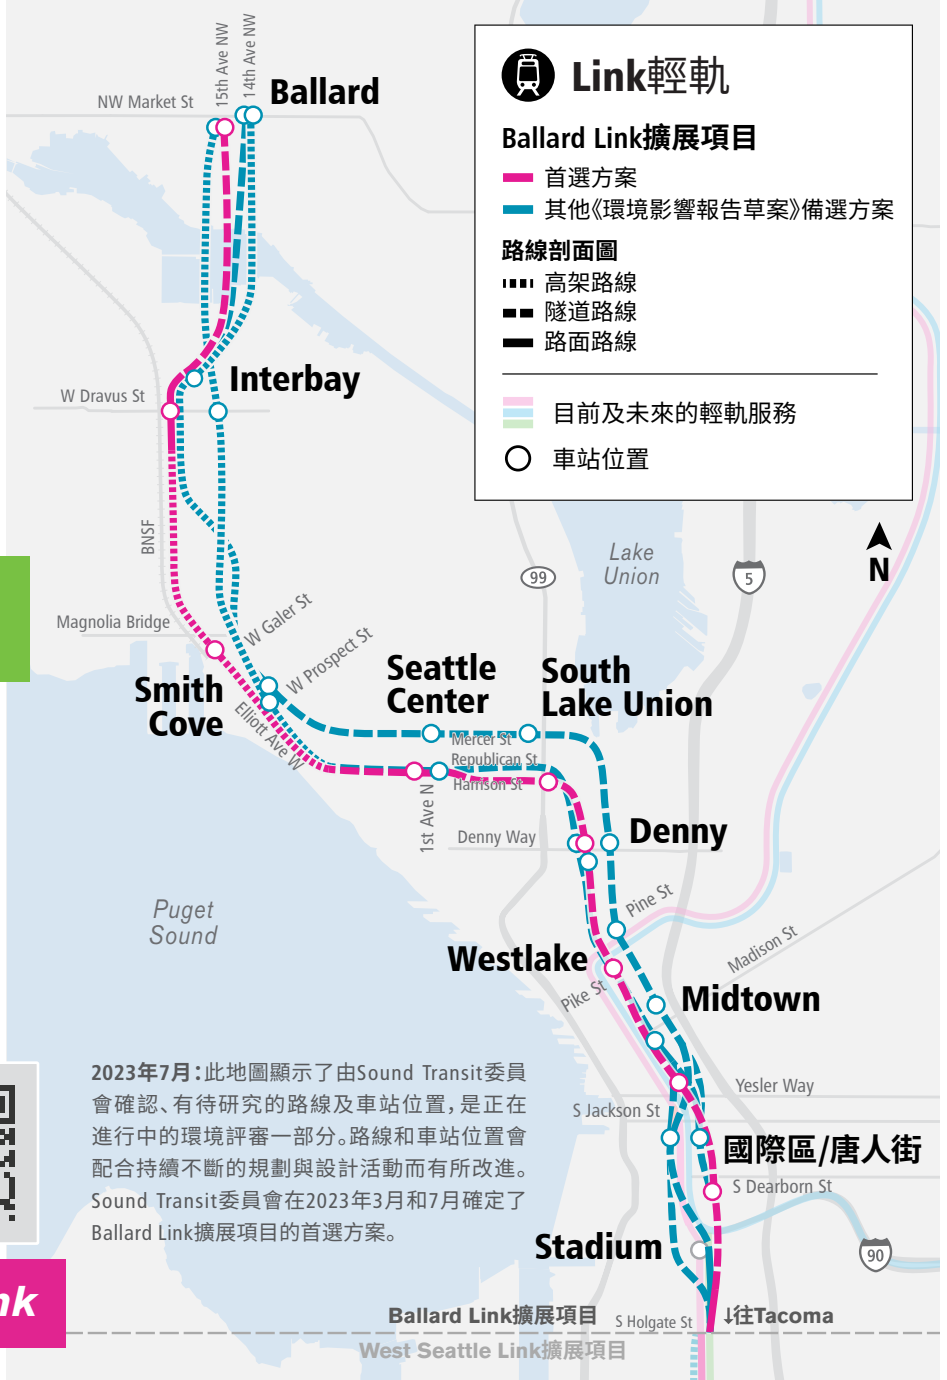 15th Ave NW
14th Ave NW
Ballard
NW Market St
Link輕軌
Ballard Link擴展項目
首選方案
其他《環境影響報告草案》備選方案
路線剖面圖
高架路線
隧道路線
路面路線
目前及未來的輕軌服務
車站位置
Interbay
W Dravus St
BNSF
Lake
Union
99
5
N
Magnolia Bridge
W Galer St
W Prospect St
Smith
Cove
Elliott Ave W
Seattle
Center
South
Lake Union
Mercer St
Republican St
Harrison St
1st Ave N
Denny Way
Denny
Puget
Sound
Pine St
Westlake
Madison St
Pike St
Midtown
2023年7月：此地圖顯示了由Sound Transit委員
會確認、有待研究的路線及車站位置，是正在
進行中的環境評審一部分。路線和車站位置會
配合持續不斷的規劃與設計活動而有所改進。
Sound Transit委員會在2023年3月和7月確定了
Ballard Link擴展項目的首選方案。
Yesler Way
S Jackson St
國際區/唐人街
S Dearborn St
Stadium
90
nk
Ballard Link擴展項目
S Holgate St
↓往Tacoma
West Seattle Link擴展項目